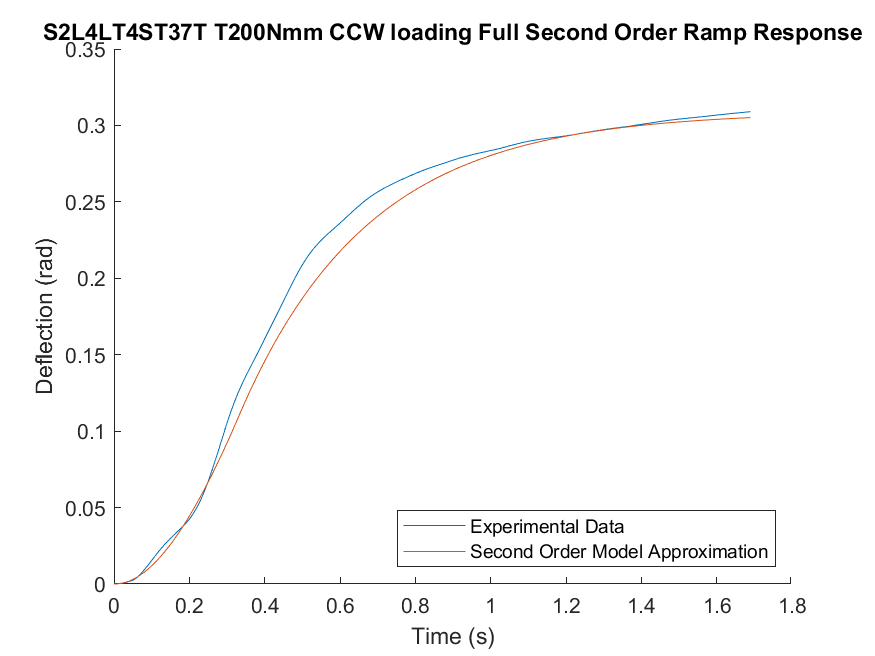 S2L4LT4ST37T T200Nmm CCW loading Full Second Order Ramp Response
0.35
0.3
0.25
0.2
0.15
0.1
0.05
0
Deflection (rad)
Experimental Data
Second Order Model Approximation
0 0.2 0.4 0.6 0.8 1 1.2 1.4 1.6 1.8
Time (s)